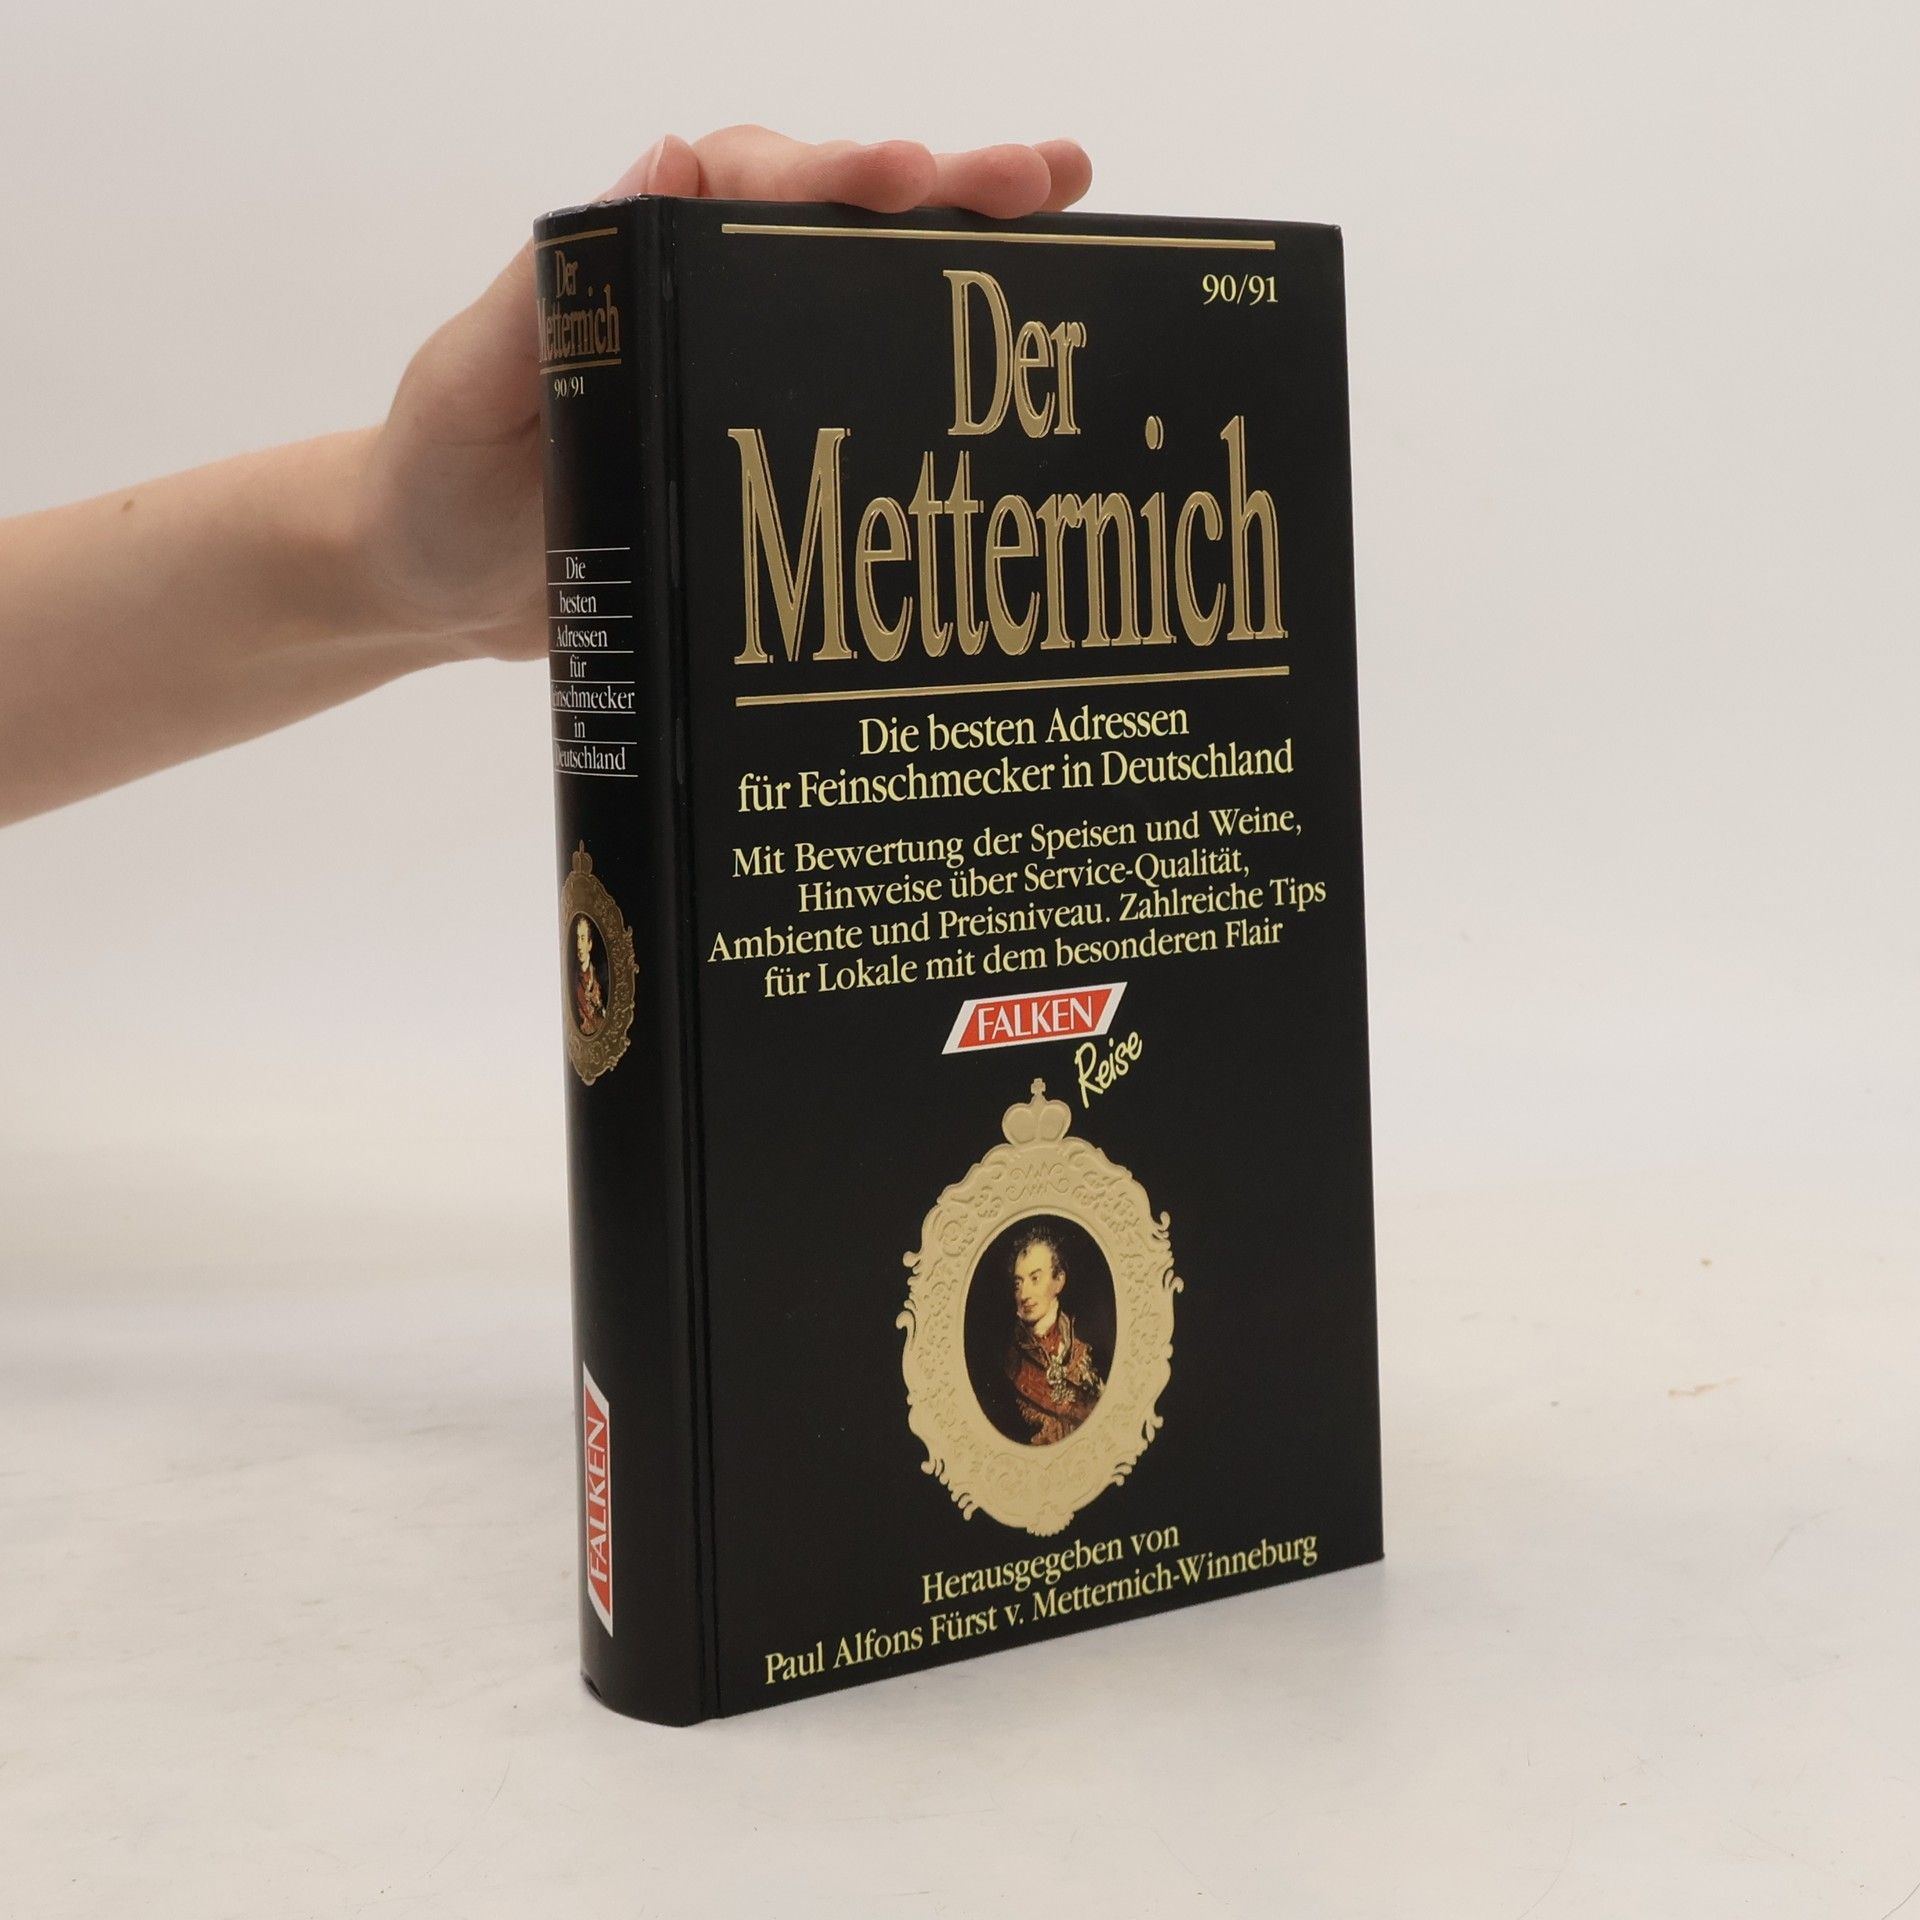 Der
Metternich
90/91
Die
besten
Adressen
für
Feinschmecker
in
Deutschland
FALKEN
90/91
Der
Metternich
Die besten Adressen
für Feinschmecker in Deutschland
Mit Bewertung der Speisen und Weine,
Hinweise über Service-Qualität,
Ambiente und Preisniveau. Zahlreiche Tips
für Lokale mit dem besonderen Flair
FALKEN
Reise
Herausgegeben von
Paul Alfons Fürst v. Metternich-Winneburg